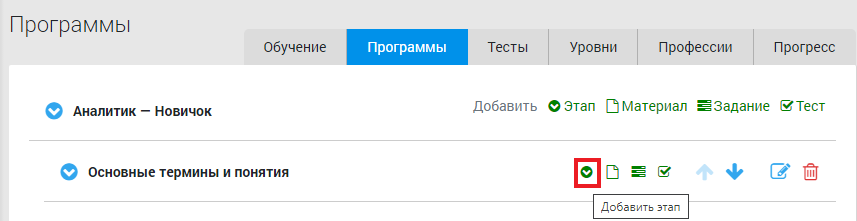 Программы
Обучение Программы Тесты Уровни Профессии Прогресс
Аналитик — Новичок Добавить Этап Материал Задание Тест
Основные термины и понятия
Добавить этап